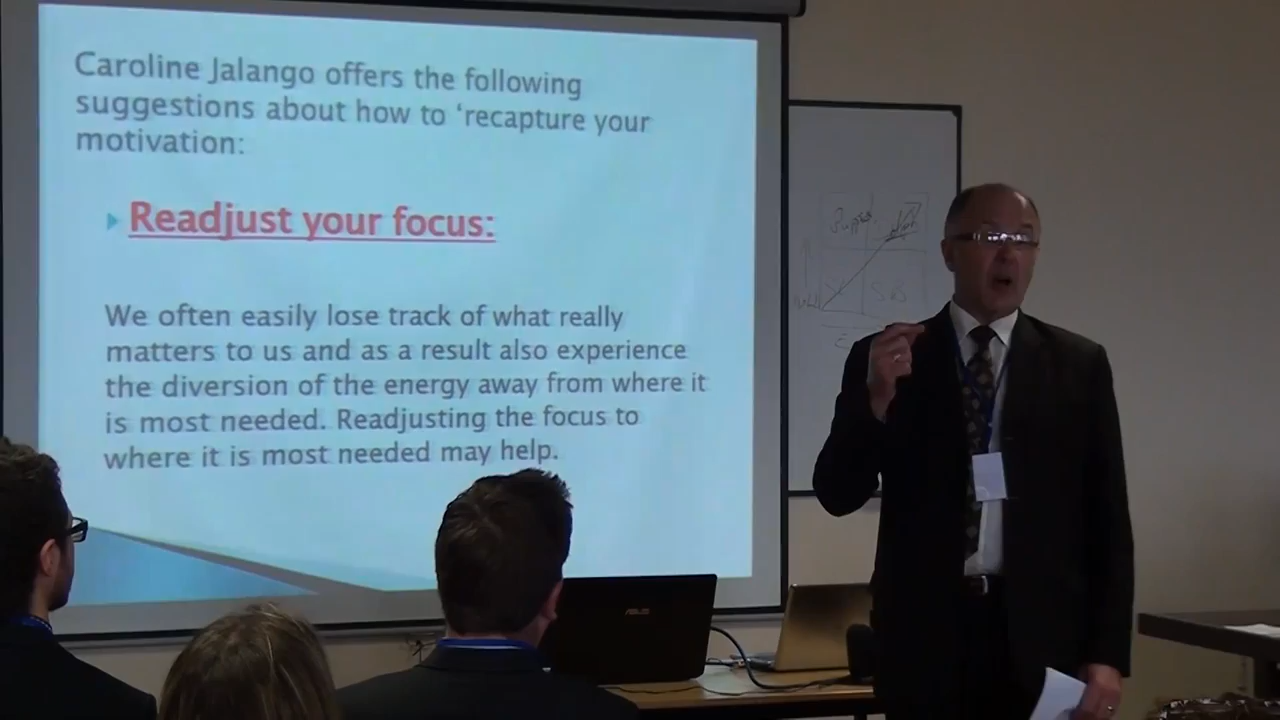 Caroline Jalango offers the following
suggestions about how to ‘recapture your
motivation:
Readjust your focus:
We often easily lose track of what really
matters to us and as a result also experience
the diversion of the energy away from where it
is most needed. Readjusting the focus to
where it is most needed may help.
ASUS